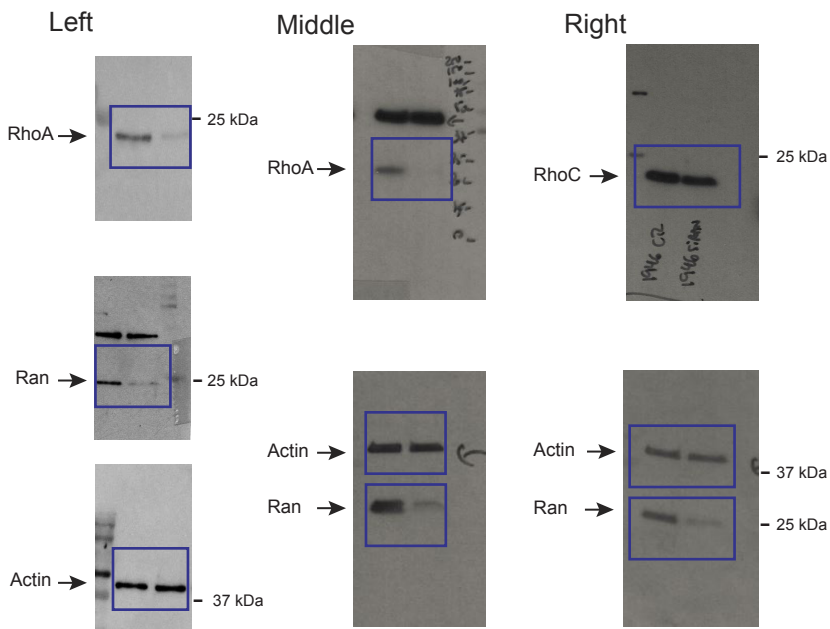 Left
Middle
Right
RhoA
- 25 kDa
RhoA
RhoC
- 25 kDa
1946
1946
Ran
- 25 kDa
Actin
Ran
Actin
- 37 kDa
Ran
- 25 kDa
Actin
- 37 kDa